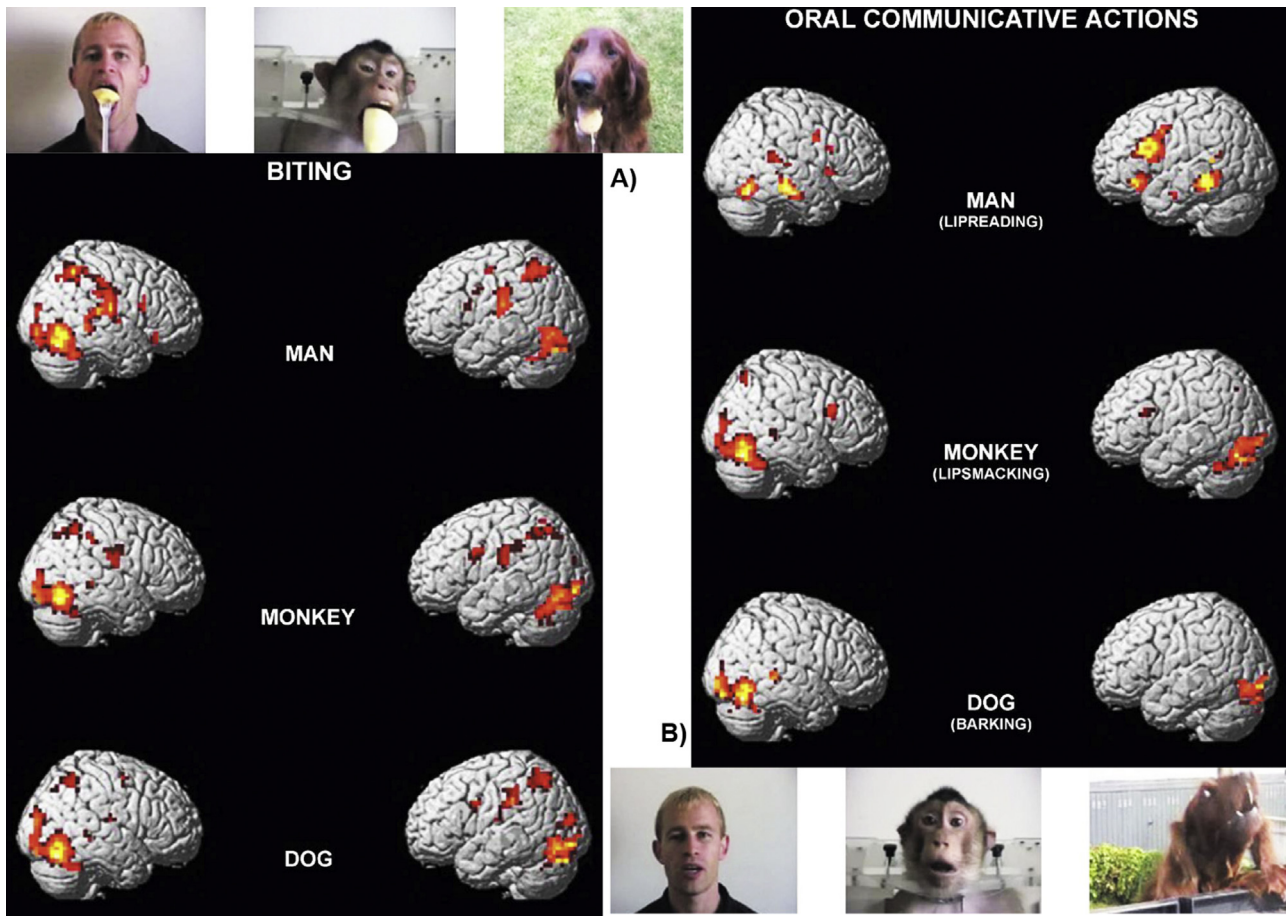 BITING
A)
MAN
MONKEY
DOG
ORAL COMMUNICATIVE ACTIONS
MAN
(LIPREADING)
MONKEY
(LIPSMACKING)
DOG
(BARKING)
B)